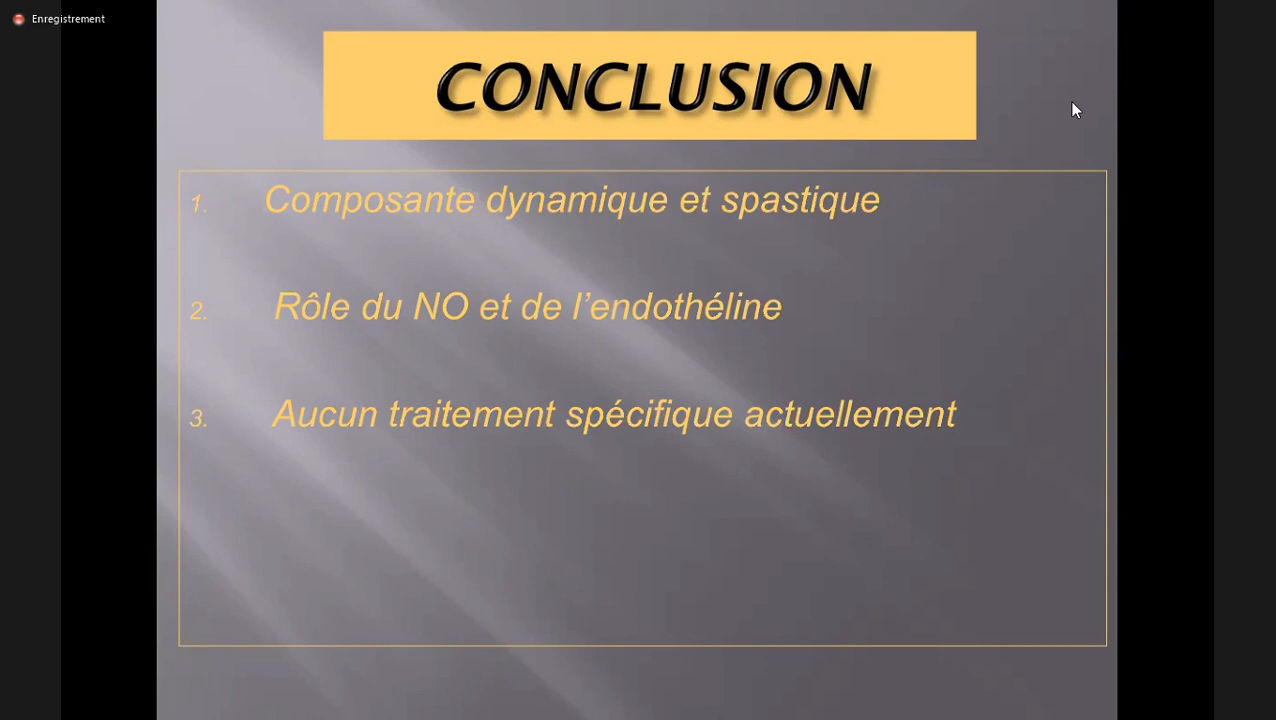 Enregistrement
CONCLUSION
1. Composante dynamique et spastique
2. Rôle du NO et de l’endothéline
3. Aucun traitement spécifique actuellement